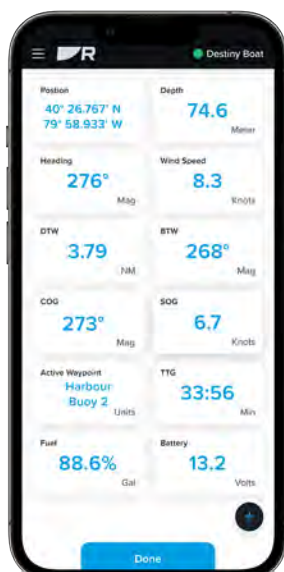 R
Destiny Boat
Postion
40° 26.767' N
79° 58.933' W
Depth
74.6
Meter
Heading
276°
Mag
Wind Speed
8.3
Knots
DTW
3.79
NM
BTW
268°
Mag
COG
273°
Mag
SOG
6.7
Knots
Active Waypoint
Harbour
Buoy 2
Units
TTG
33:56
Min
Fuel
88.6%
Gal
Battery
13.2
Volts
Done